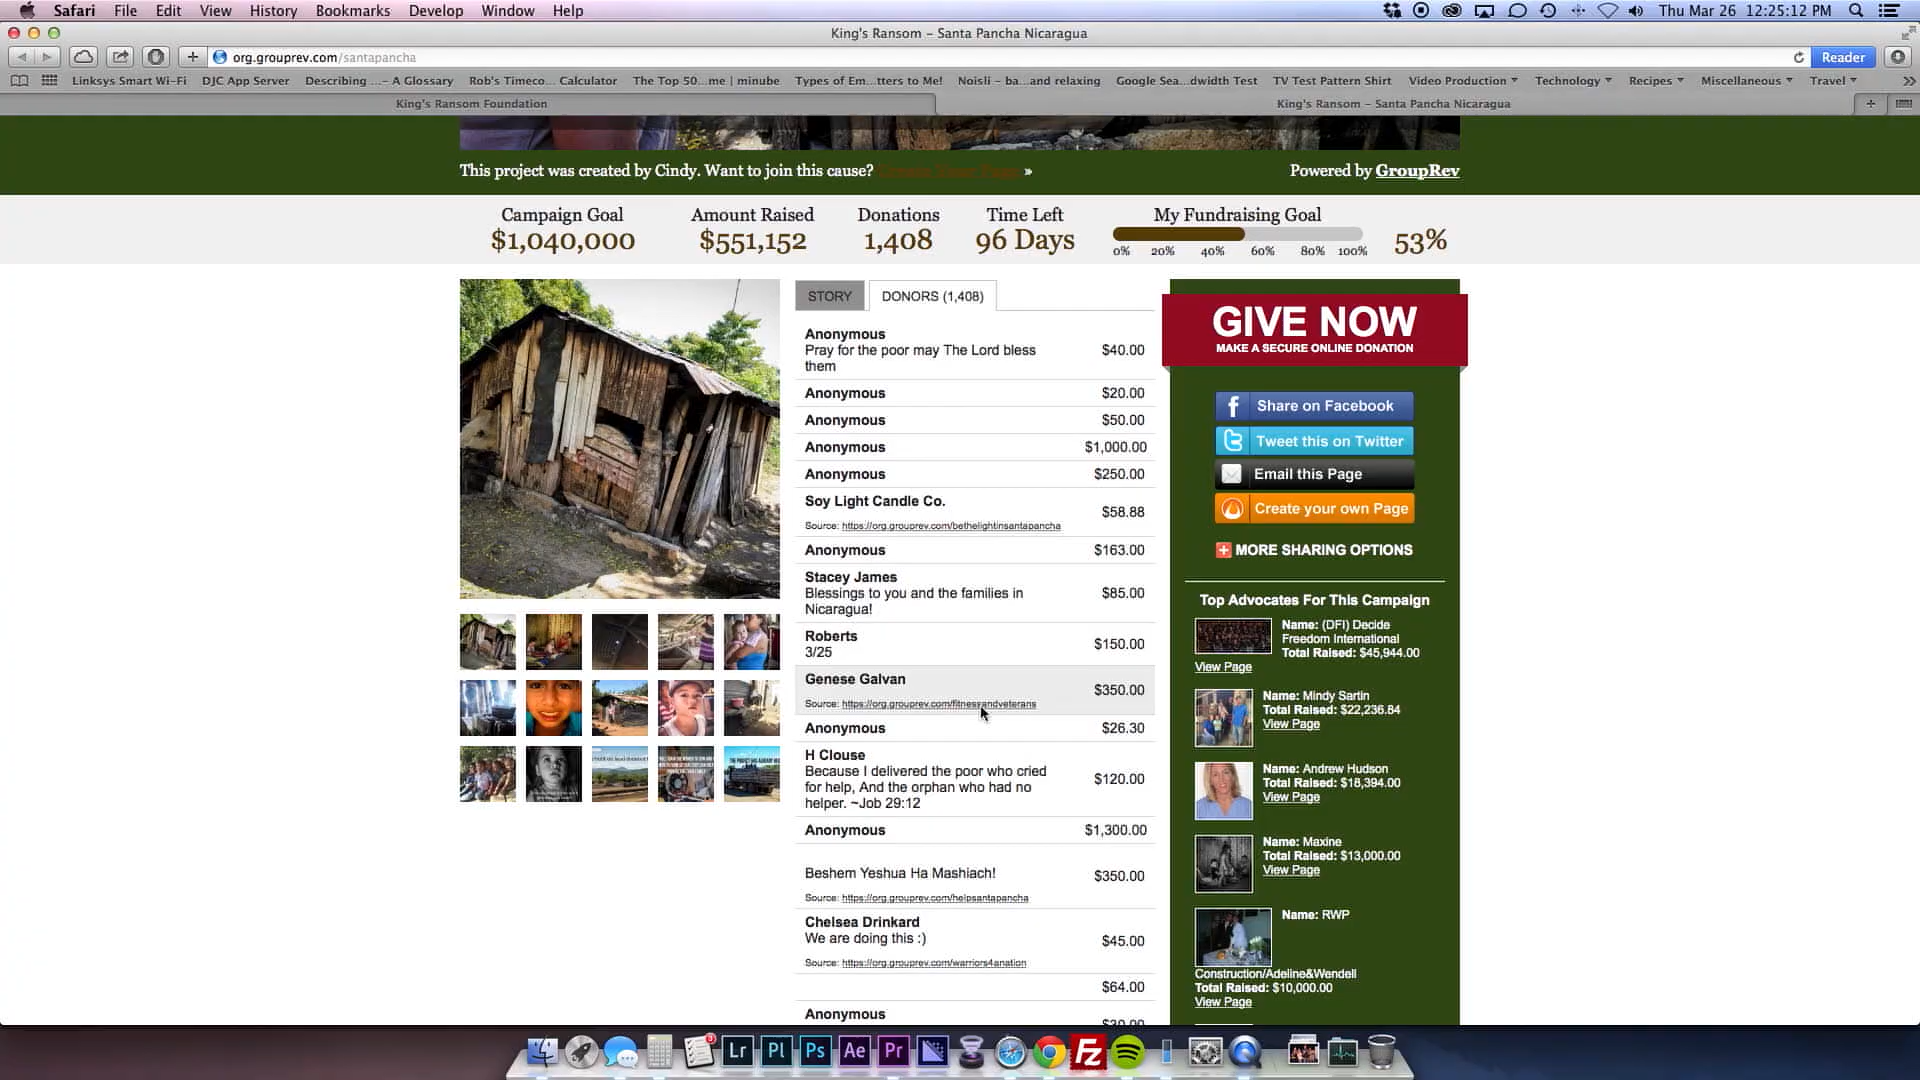 Safari File Edit View History Bookmarks Develop Window Help
Thu Mar 26 12:25:12 PM
King's Ransom – Santa Pancha Nicaragua
org.grouprev.com/santapancha
Reader
Linksys Smart Wi-Fi DJC App Server Describing ...- A Glossary Rob's Timeco... Calculator The Top 50...me | minube Types of Em...tters to Me! Noisli – ba...and relaxing Google Sea...dwidth Test TV Test Pattern Shirt Video Production Technology Recipes Miscellaneous Travel
King's Ransom Foundation
King's Ransom – Santa Pancha Nicaragua
This project was created by Cindy. Want to join this cause? Create Your Page »
Powered by GroupRev
Campaign Goal Amount Raised Donations Time Left My Fundraising Goal
$1,040,000 $551,152 1,408 96 Days 53%
0% 20% 40% 60% 80% 100%
STORY DONORS (1,408)
Anonymous
Pray for the poor may The Lord bless
them
$40.00
Anonymous $20.00
Anonymous $50.00
Anonymous $1,000.00
Anonymous $250.00
Soy Light Candle Co.
$58.88
Source: https://org.grouprev.com/bethelightinsantapancha
Anonymous $163.00
Stacey James
Blessings to you and the families in
Nicaragua!
$85.00
Roberts
3/25
$150.00
Genese Galvan
$350.00
Source: https://org.grouprev.com/fitnessandveterans
Anonymous $26.30
H Clouse
Because I delivered the poor who cried
for help, And the orphan who had no
helper. ~Job 29:12
$120.00
Anonymous $1,300.00
Beshem Yeshua Ha Mashiach!
$350.00
Source: https://org.grouprev.com/helpsantapancha
Chelsea Drinkard
We are doing this :)
$45.00
Source: https://org.grouprev.com/warriors4anation
$64.00
Anonymous
$30.00
GIVE NOW
MAKE A SECURE ONLINE DONATION
Share on Facebook
Tweet this on Twitter
Email this Page
Create your own Page
MORE SHARING OPTIONS
Top Advocates For This Campaign
Name: (DFI) Decide
Freedom International
Total Raised: $45,944.00
View Page
Name: Mindy Sartin
Total Raised: $22,236.84
View Page
Name: Andrew Hudson
Total Raised: $18,394.00
View Page
Name: Maxine
Total Raised: $13,000.00
View Page
Name: RWP
Construction/Adeline&Wendell
Total Raised: $10,000.00
View Page
Lr Pl Ps Ae Pr Fz